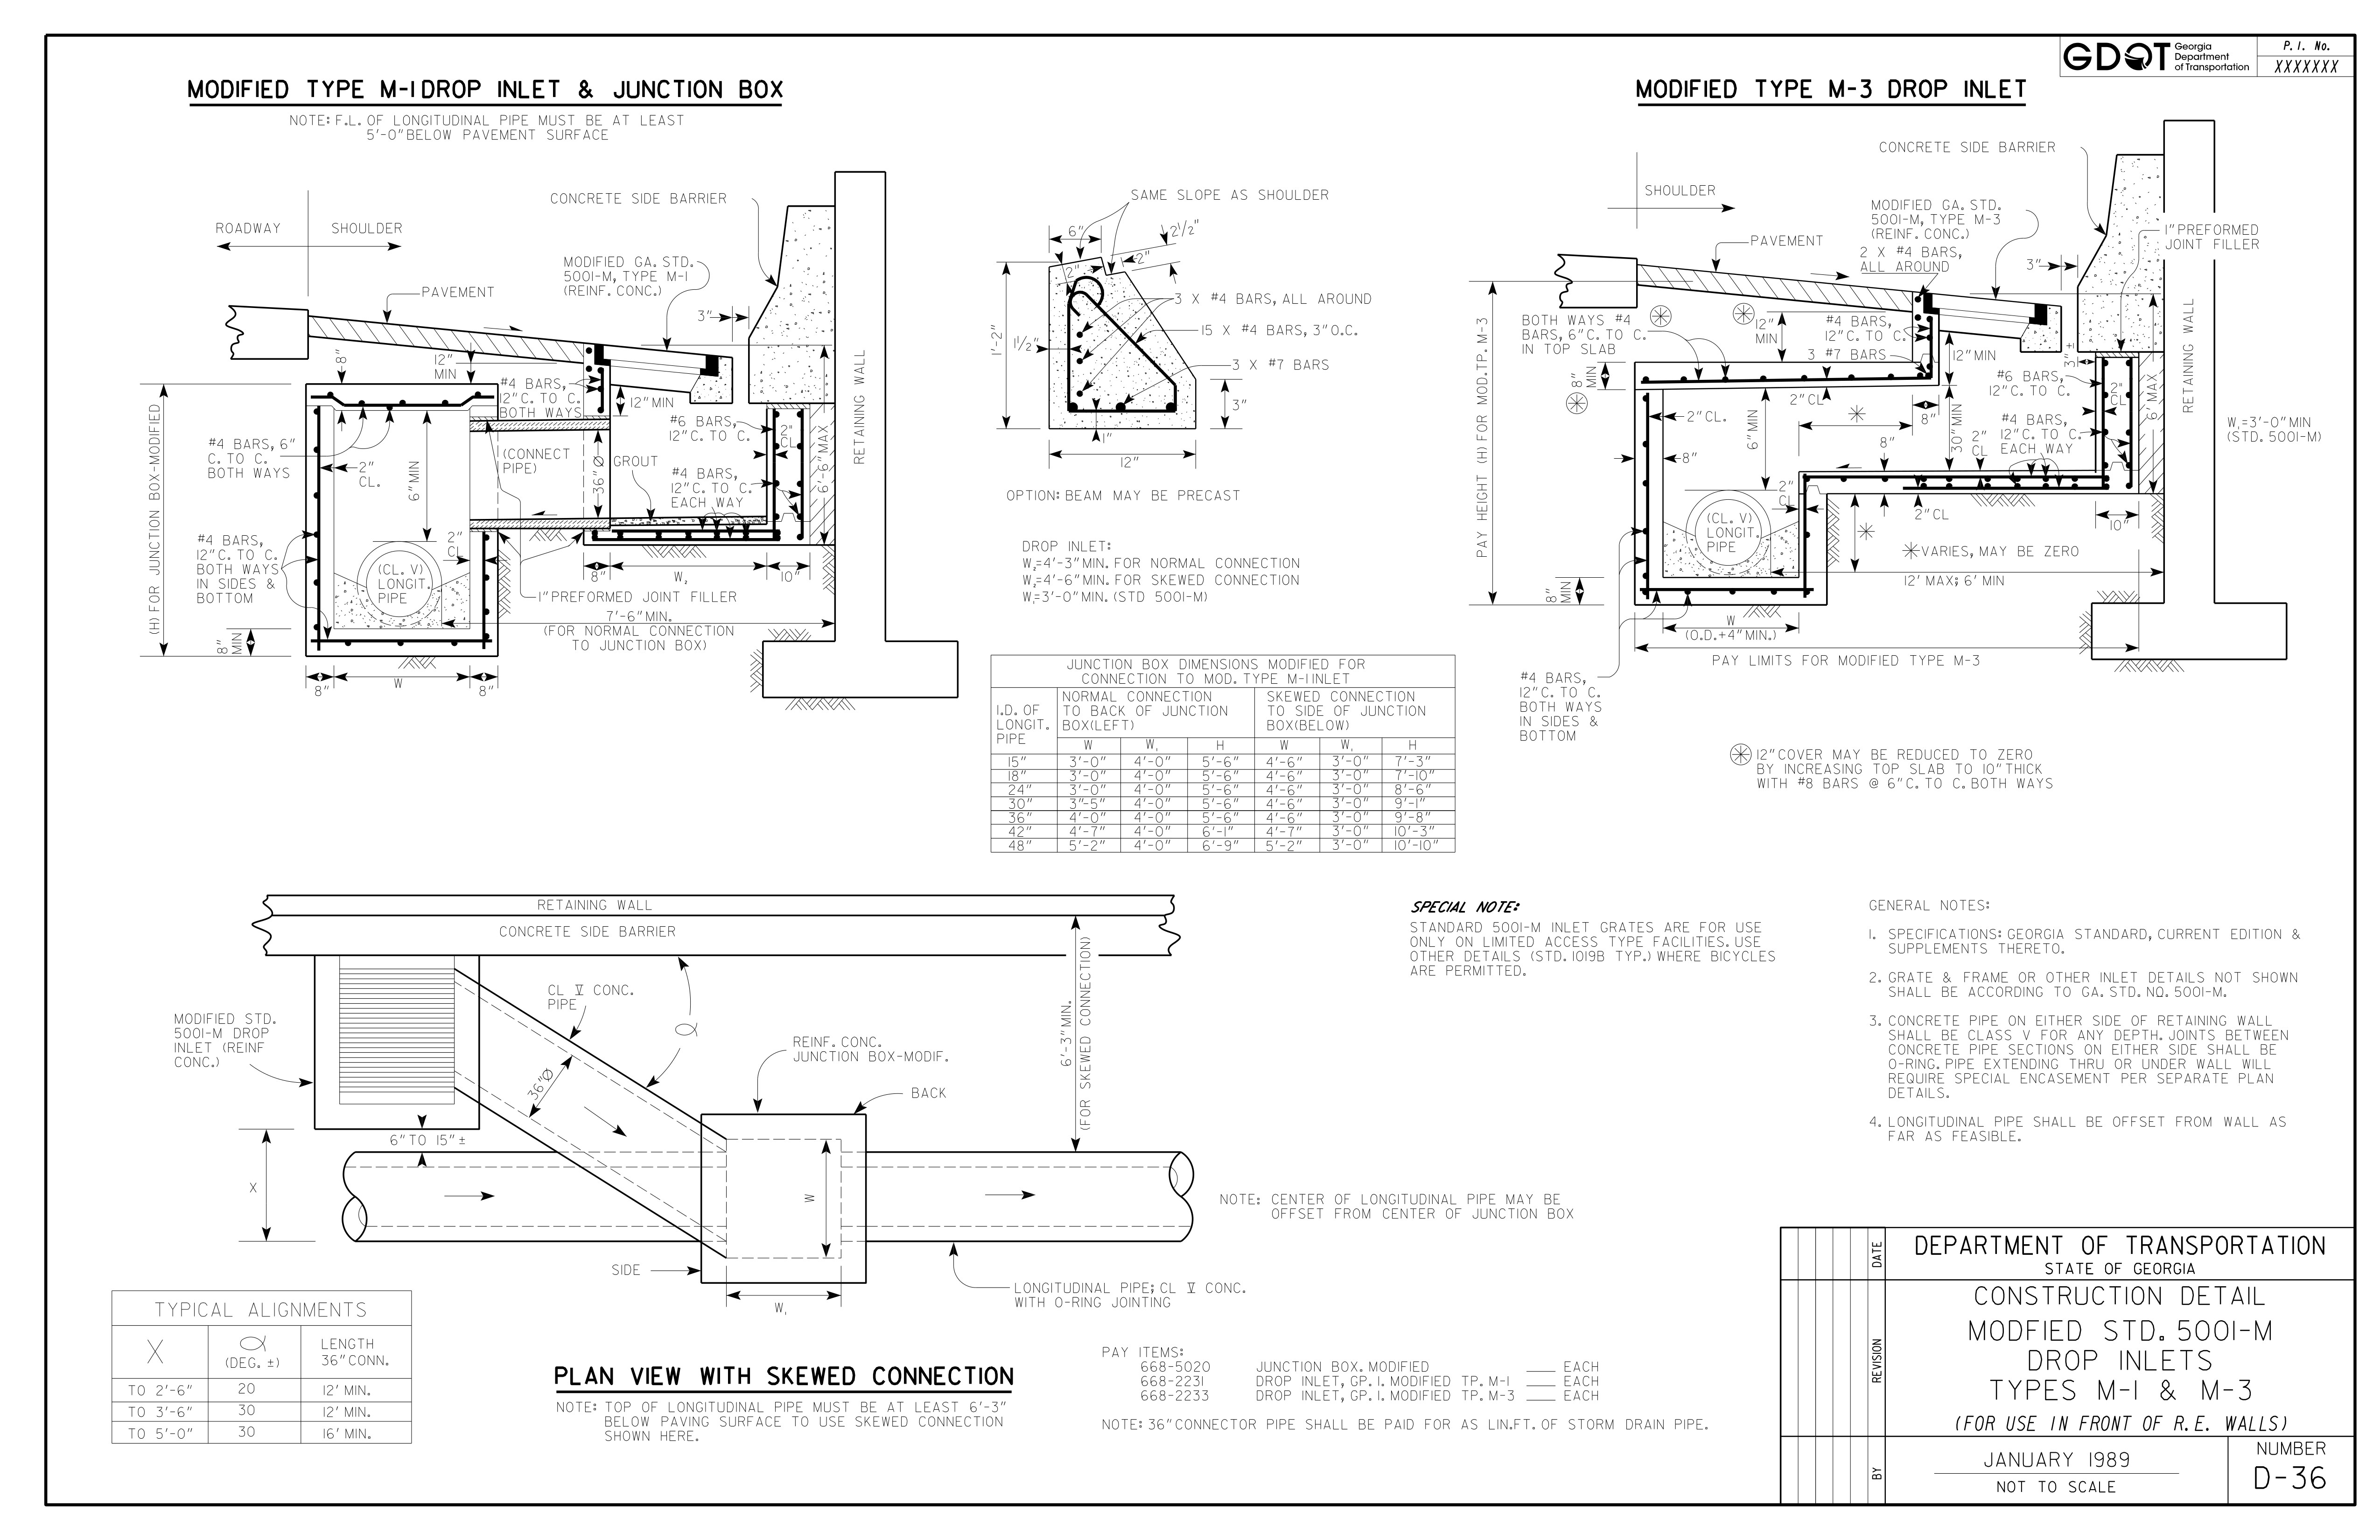 GDOT Georgia
Department
of Transportation
P. I. No.
XXXXXXX
MODIFIED TYPE M-1 DROP INLET & JUNCTION BOX
NOTE: F.L. OF LONGITUDINAL PIPE MUST BE AT LEAST
5'-0" BELOW PAVEMENT SURFACE
ROADWAY
SHOULDER
CONCRETE SIDE BARRIER
MODIFIED GA. STD.
5001-M, TYPE M-1
(REINF. CONC.)
PAVEMENT
3"
8"
12"
MIN
#4 BARS,
12" C. TO C.
BOTH WAYS
12" MIN
#6 BARS,
12" C. TO C.
2"
CL
6'-6" MAX
RETAINING WALL
(H) FOR JUNCTION BOX-MODIFIED
#4 BARS, 6"
C. TO C.
BOTH WAYS
2"
CL.
6" MIN
(CONNECT
PIPE)
36" Ø
GROUT
#4 BARS,
12" C. TO C.
EACH WAY
#4 BARS,
12" C. TO C.
BOTH WAYS
IN SIDES &
BOTTOM
(CL. V)
LONGIT.
PIPE
2"
CL
8"
W₂
10"
1" PREFORMED JOINT FILLER
7'-6" MIN.
(FOR NORMAL CONNECTION
TO JUNCTION BOX)
8"
MIN
8"
W
8"
SAME SLOPE AS SHOULDER
6"
2 1/2"
2"
2"
1'-2"
1 1/2"
3 X #4 BARS, ALL AROUND
15 X #4 BARS, 3" O.C.
3 X #7 BARS
3"
1"
12"
OPTION: BEAM MAY BE PRECAST
DROP INLET:
W₂=4'-3" MIN. FOR NORMAL CONNECTION
W₂=4'-6" MIN. FOR SKEWED CONNECTION
W₁=3'-0" MIN. (STD 5001-M)
JUNCTION BOX DIMENSIONS MODIFIED FOR
CONNECTION TO MOD. TYPE M-1 INLET
I.D. OF
LONGIT.
PIPE
NORMAL CONNECTION
TO BACK OF JUNCTION
BOX(LEFT)
SKEWED CONNECTION
TO SIDE OF JUNCTION
BOX(BELOW)
W W₁ H W W₁ H
15" 3'-0" 4'-0" 5'-6" 4'-6" 3'-0" 7'-3"
18" 3'-0" 4'-0" 5'-6" 4'-6" 3'-0" 7'-10"
24" 3'-0" 4'-0" 5'-6" 4'-6" 3'-0" 8'-6"
30" 3"-5" 4'-0" 5'-6" 4'-6" 3'-0" 9'-1"
36" 4'-0" 4'-0" 5'-6" 4'-6" 3'-0" 9'-8"
42" 4'-7" 4'-0" 6'-1" 4'-7" 3'-0" 10'-3"
48" 5'-2" 4'-0" 6'-9" 5'-2" 3'-0" 10'-10"
MODIFIED TYPE M-3 DROP INLET
CONCRETE SIDE BARRIER
SHOULDER
MODIFIED GA. STD.
5001-M, TYPE M-3
(REINF. CONC.)
2 X #4 BARS,
ALL AROUND
PAVEMENT
3"
1" PREFORMED
JOINT FILLER
BOTH WAYS #4
BARS, 6" C. TO C.
IN TOP SLAB
12"
MIN
#4 BARS,
12" C. TO C.
3 #7 BARS
12" MIN
3" ±
RETAINING WALL
8"
MIN
#6 BARS,
12" C. TO C.
2"
CL
6' MAX
PAY HEIGHT (H) FOR MOD. TP. M-3
2" CL.
2" CL
8"
6" MIN
8"
30" MIN
#4 BARS,
12" C. TO C.
EACH WAY
2"
CL
8"
W₁=3'-0" MIN
(STD. 5001-M)
(CL. V)
LONGIT.
PIPE
2"
CL
2" CL
10"
VARIES, MAY BE ZERO
12' MAX; 6' MIN
8"
MIN
W
(O.D.+4" MIN.)
PAY LIMITS FOR MODIFIED TYPE M-3
#4 BARS,
12" C. TO C.
BOTH WAYS
IN SIDES &
BOTTOM
12" COVER MAY BE REDUCED TO ZERO
BY INCREASING TOP SLAB TO 10" THICK
WITH #8 BARS @ 6" C. TO C. BOTH WAYS
RETAINING WALL
CONCRETE SIDE BARRIER
MODIFIED STD.
5001-M DROP
INLET (REINF
CONC.)
CL V CONC.
PIPE
α
36"Ø
REINF. CONC.
JUNCTION BOX-MODIF.
BACK
6'-3" MIN.
(FOR SKEWED CONNECTION)
6" TO 15" ±
X
W
SIDE
W₁
LONGITUDINAL PIPE; CL V CONC.
WITH O-RING JOINTING
NOTE: CENTER OF LONGITUDINAL PIPE MAY BE
OFFSET FROM CENTER OF JUNCTION BOX
TYPICAL ALIGNMENTS
X α (DEG. ±) LENGTH 36" CONN.
TO 2'-6" 20 12' MIN.
TO 3'-6" 30 12' MIN.
TO 5'-0" 30 16' MIN.
PLAN VIEW WITH SKEWED CONNECTION
NOTE: TOP OF LONGITUDINAL PIPE MUST BE AT LEAST 6'-3"
BELOW PAVING SURFACE TO USE SKEWED CONNECTION
SHOWN HERE.
PAY ITEMS:
668-5020 JUNCTION BOX. MODIFIED ____ EACH
668-2231 DROP INLET, GP. 1. MODIFIED TP. M-1 ____ EACH
668-2233 DROP INLET, GP. 1. MODIFIED TP. M-3 ____ EACH
NOTE: 36" CONNECTOR PIPE SHALL BE PAID FOR AS LIN.FT. OF STORM DRAIN PIPE.
SPECIAL NOTE:
STANDARD 5001-M INLET GRATES ARE FOR USE
ONLY ON LIMITED ACCESS TYPE FACILITIES. USE
OTHER DETAILS (STD. 1019B TYP.) WHERE BICYCLES
ARE PERMITTED.
GENERAL NOTES:
1. SPECIFICATIONS: GEORGIA STANDARD, CURRENT EDITION &
SUPPLEMENTS THERETO.
2. GRATE & FRAME OR OTHER INLET DETAILS NOT SHOWN
SHALL BE ACCORDING TO GA. STD. NO. 5001-M.
3. CONCRETE PIPE ON EITHER SIDE OF RETAINING WALL
SHALL BE CLASS V FOR ANY DEPTH. JOINTS BETWEEN
CONCRETE PIPE SECTIONS ON EITHER SIDE SHALL BE
O-RING. PIPE EXTENDING THRU OR UNDER WALL WILL
REQUIRE SPECIAL ENCASEMENT PER SEPARATE PLAN
DETAILS.
4. LONGITUDINAL PIPE SHALL BE OFFSET FROM WALL AS
FAR AS FEASIBLE.
DATE
REVISION
BY
DEPARTMENT OF TRANSPORTATION
STATE OF GEORGIA
CONSTRUCTION DETAIL
MODFIED STD. 5001-M
DROP INLETS
TYPES M-1 & M-3
(FOR USE IN FRONT OF R. E. WALLS)
JANUARY 1989
NOT TO SCALE
NUMBER
D-36